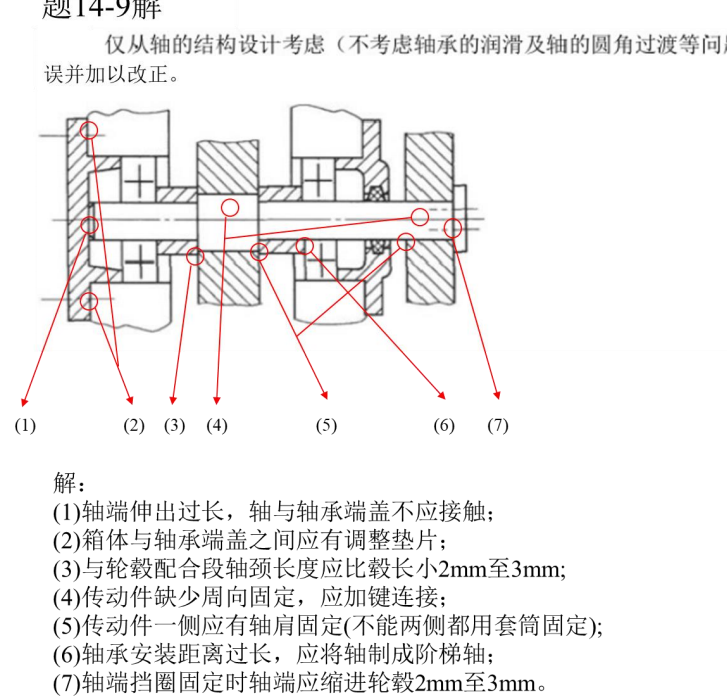 题14-9解
仅从轴的结构设计考虑（不考虑轴承的润滑及轴的圆角过渡等问
误并加以改正。
(1) (2) (3) (4) (5) (6) (7)
解：
(1)轴端伸出过长，轴与轴承端盖不应接触；
(2)箱体与轴承端盖之间应有调整垫片；
(3)与轮毂配合段轴颈长度应比毂长小2mm至3mm;
(4)传动件缺少周向固定，应加键连接；
(5)传动件一侧应有轴肩固定(不能两侧都用套筒固定);
(6)轴承安装距离过长，应将轴制成阶梯轴；
(7)轴端挡圈固定时轴端应缩进轮毂2mm至3mm。